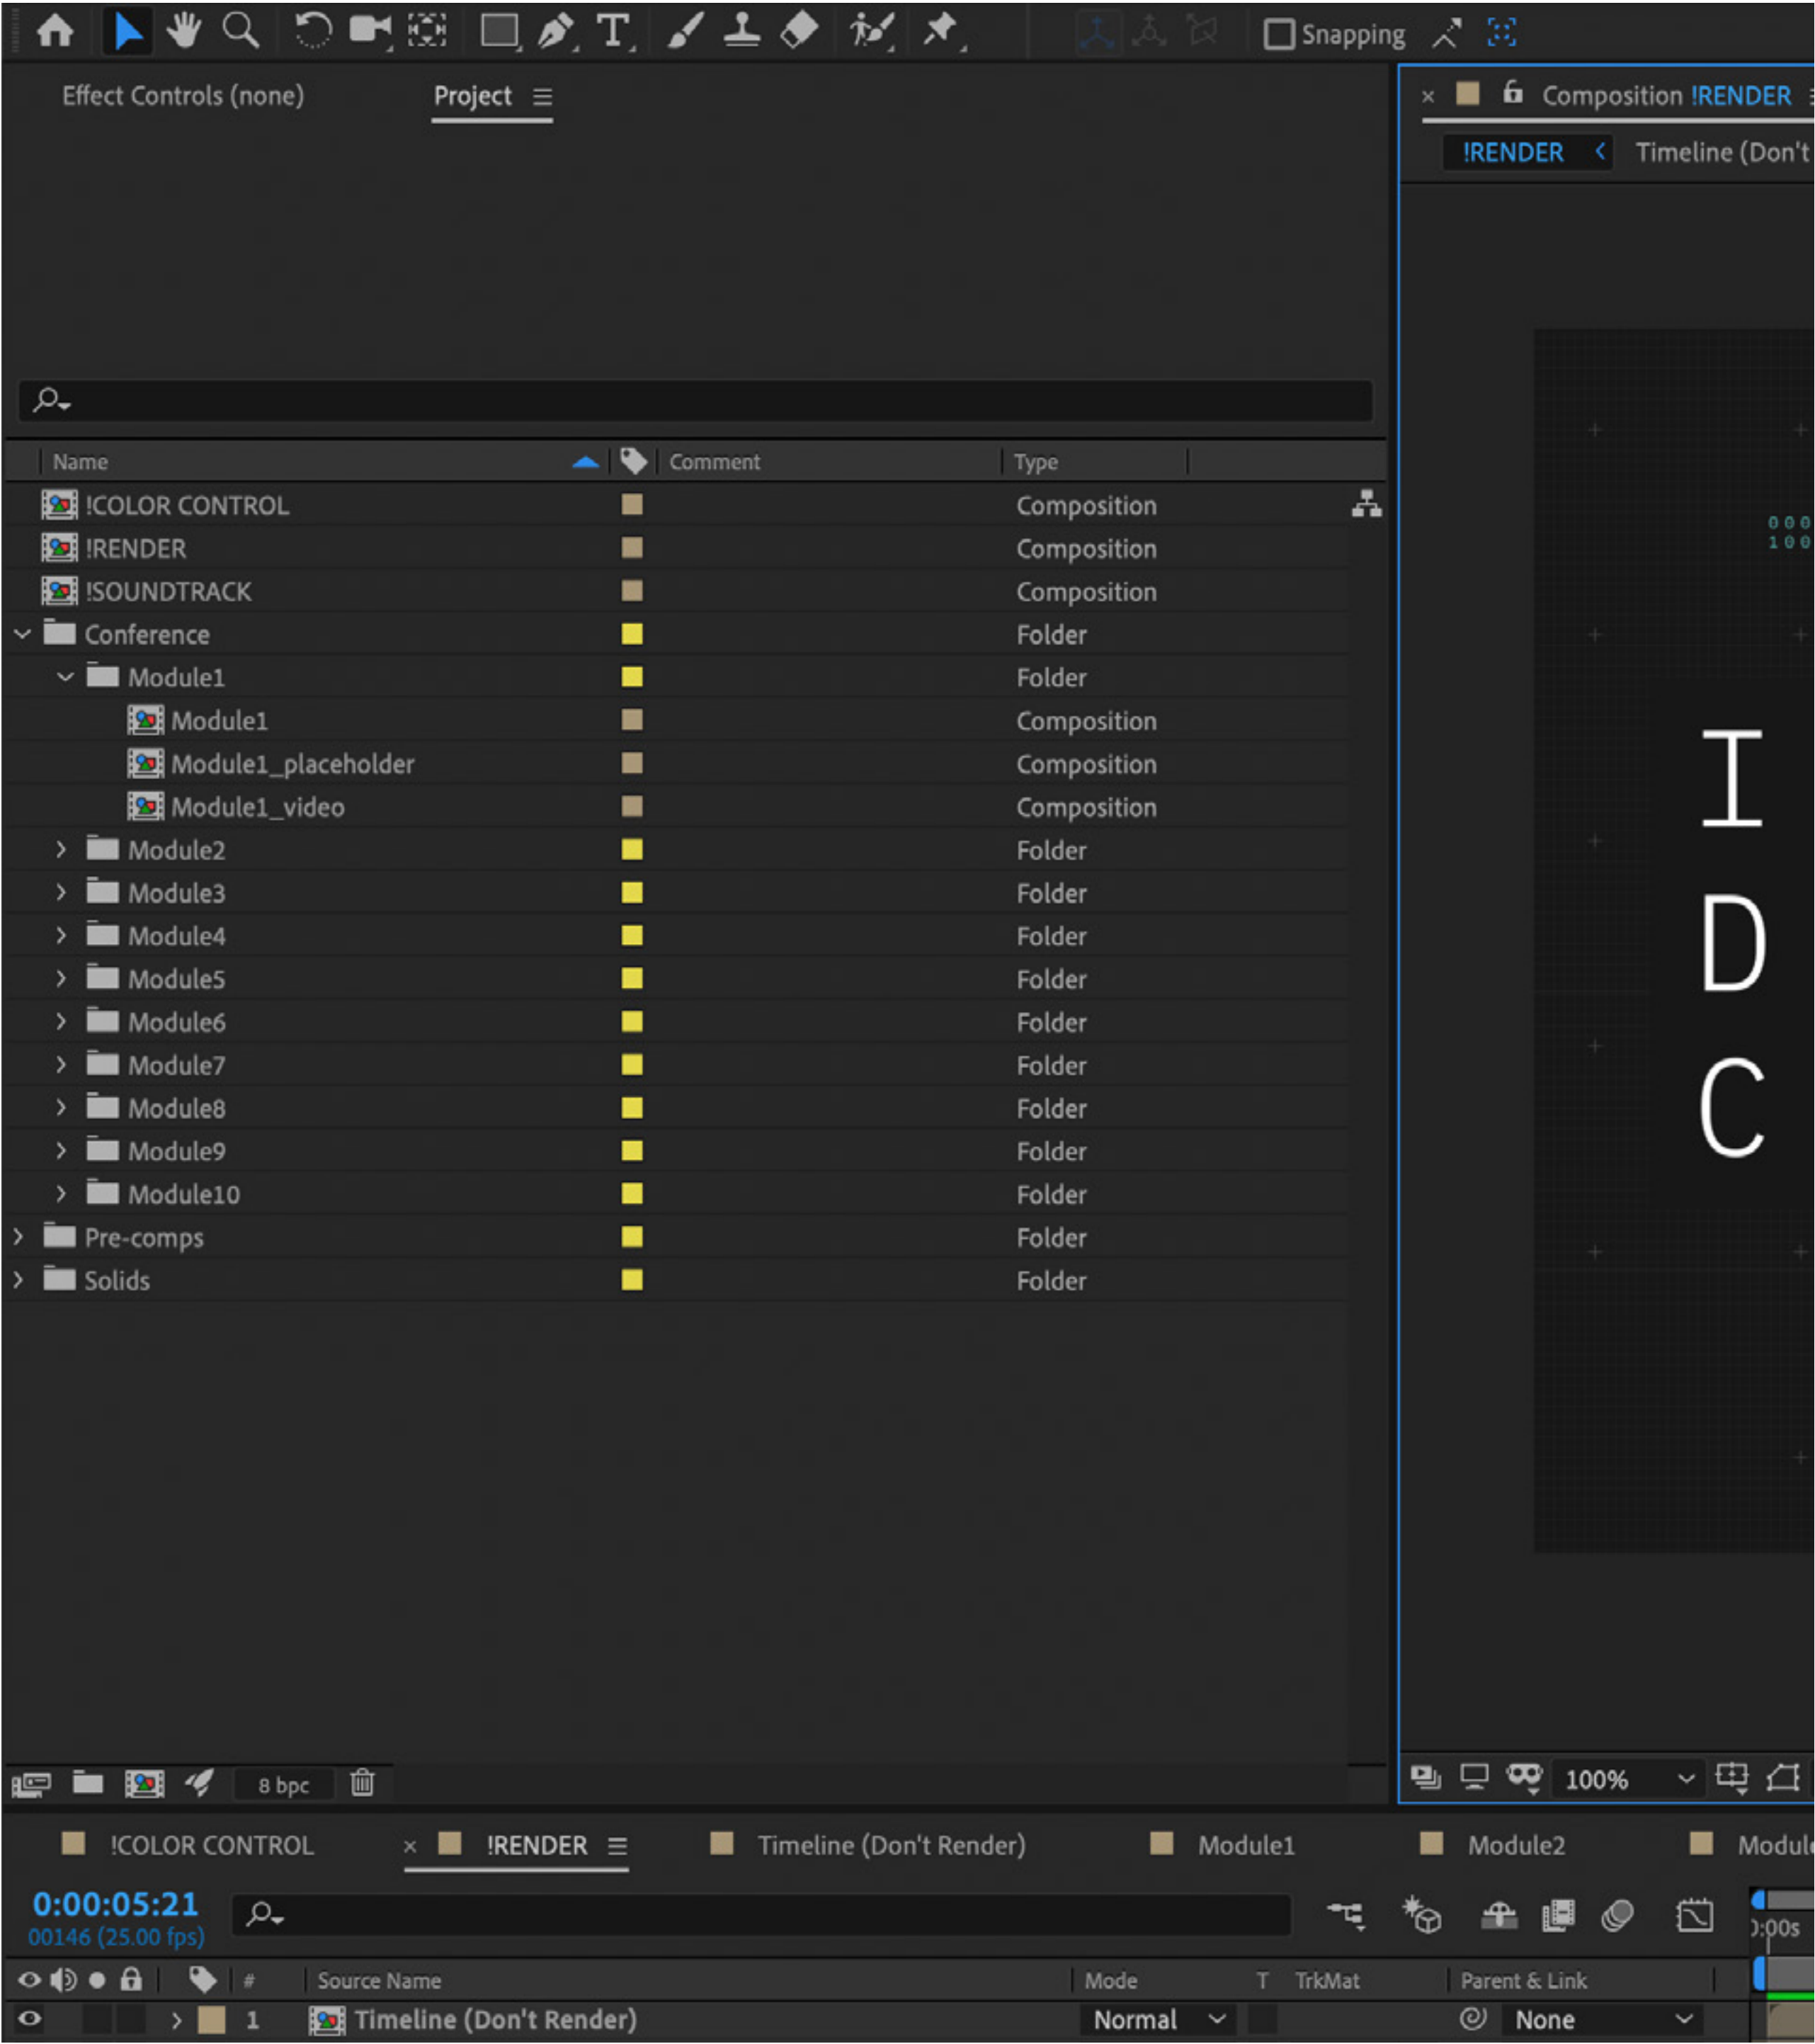 Snapping
Effect Controls (none)
Project
Composition !RENDER
!RENDER
Timeline (Don't
Name
Comment
Type
!COLOR CONTROL
Composition
!RENDER
Composition
!SOUNDTRACK
Composition
Conference
Folder
Module1
Folder
Module1
Composition
Module1_placeholder
Composition
Module1_video
Composition
Module2
Folder
Module3
Folder
Module4
Folder
Module5
Folder
Module6
Folder
Module7
Folder
Module8
Folder
Module9
Folder
Module10
Folder
Pre-comps
Folder
Solids
Folder
000
100
I
D
C
8 bpc
100%
!COLOR CONTROL
!RENDER
Timeline (Don't Render)
Module1
Module2
Modul
0:00:05:21
00146 (25.00 fps)
):00s
#
Source Name
Mode
T
TrkMat
Parent & Link
1
Timeline (Don't Render)
Normal
None